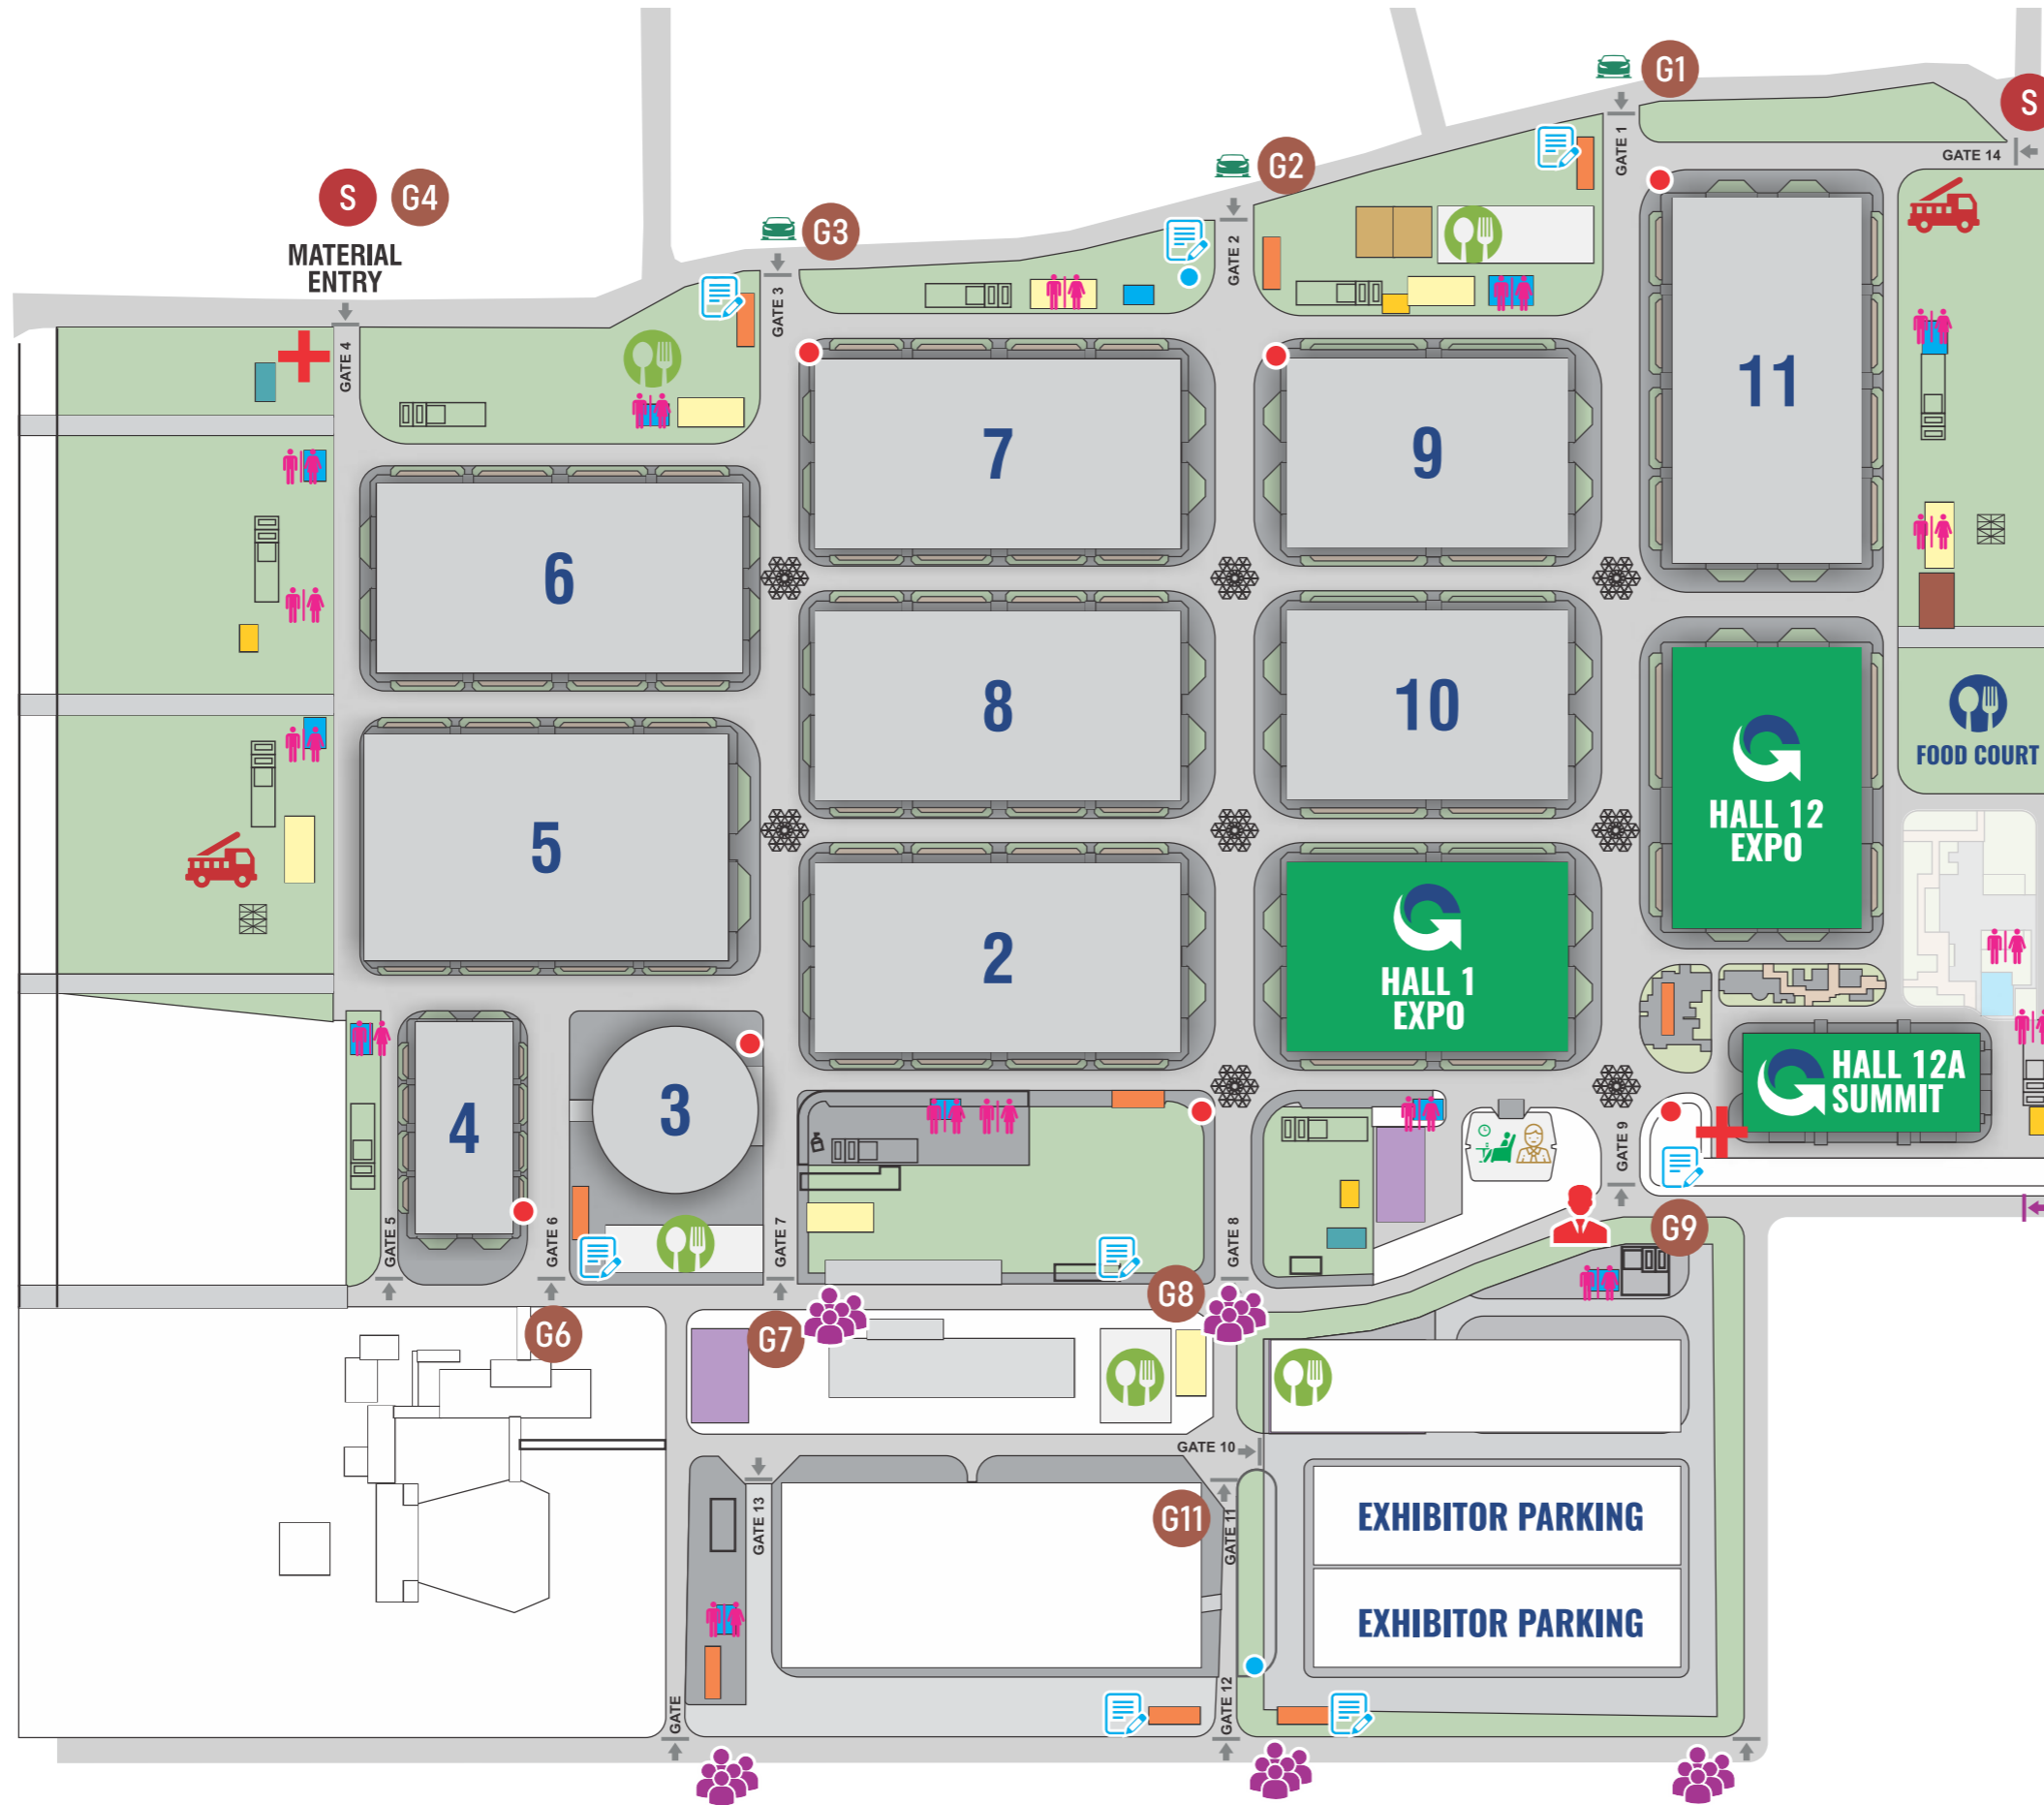 G1
S
GATE 1
GATE 14
G2
S
G4
G3
GATE 2
MATERIAL
ENTRY
GATE 3
GATE 4
11
7
9
6
8
10
FOOD COURT
HALL 12
EXPO
5
2
HALL 1
EXPO
HALL 12A
SUMMIT
4
3
GATE 9
GATE 5
GATE 6
GATE 7
GATE 8
G9
G8
G6
G7
GATE 10
GATE 13
G11
GATE 11
EXHIBITOR PARKING
EXHIBITOR PARKING
GATE
GATE 12